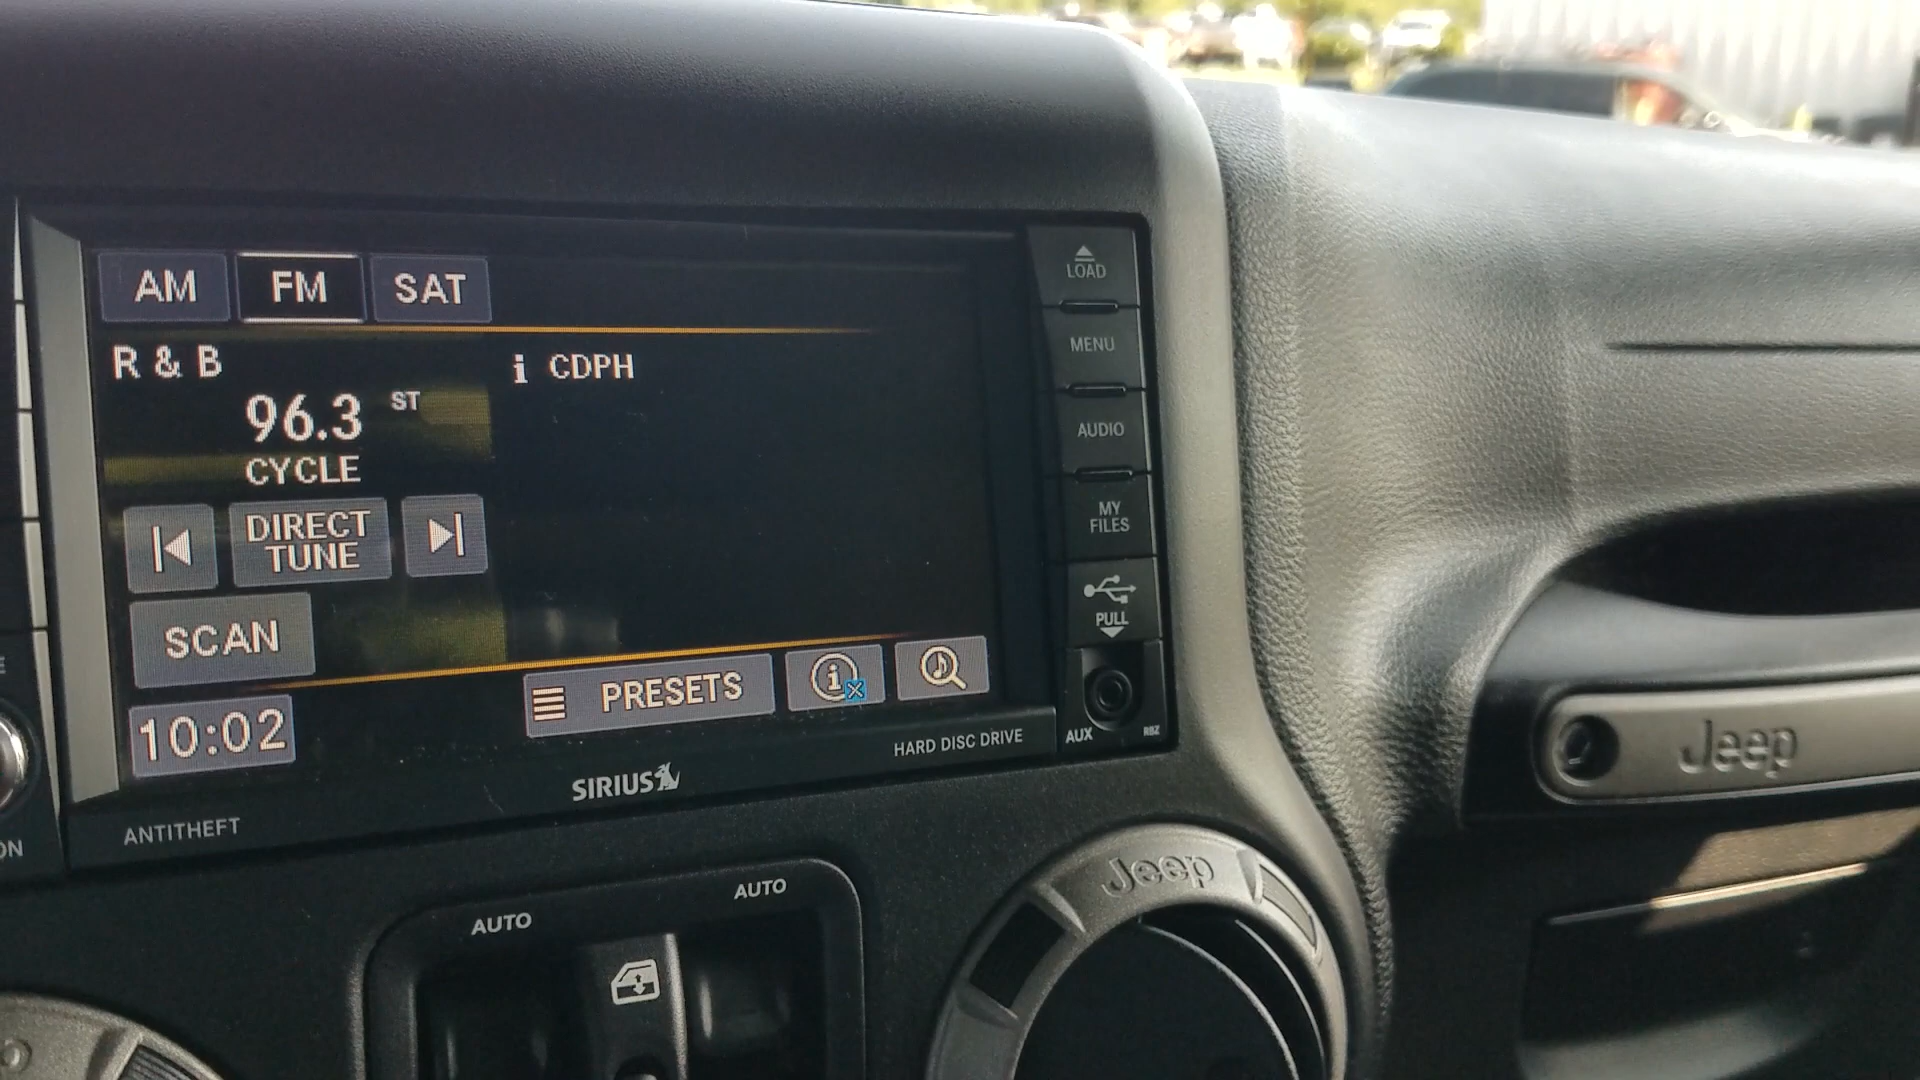 AM FM SAT
R & B
i CDPH
96.3 ST
CYCLE
DIRECT
TUNE
SCAN
10:02
PRESETS
i
LOAD
MENU
AUDIO
MY
FILES
PULL
AUX
RBZ
HARD DISC DRIVE
SIRIUS
ANTITHEFT
ON
AUTO
AUTO
Jeep
Jeep